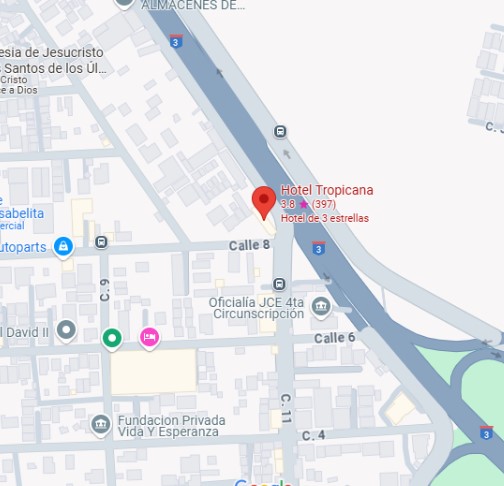 ALMACENES DE...
3
esia de Jesucristo
Santos de los Úl...
Cristo
e a Dios
C.
Hotel Tropicana
3.8 ★ (397)
Hotel de 3 estrellas
e
sabelita
ercial
utoparts
Calle 8
3
C. 9
Oficialía JCE 4ta
Circunscripción
l David II
Calle 6
C. 11
Fundacion Privada
Vida Y Esperanza
C. 4
3
Google